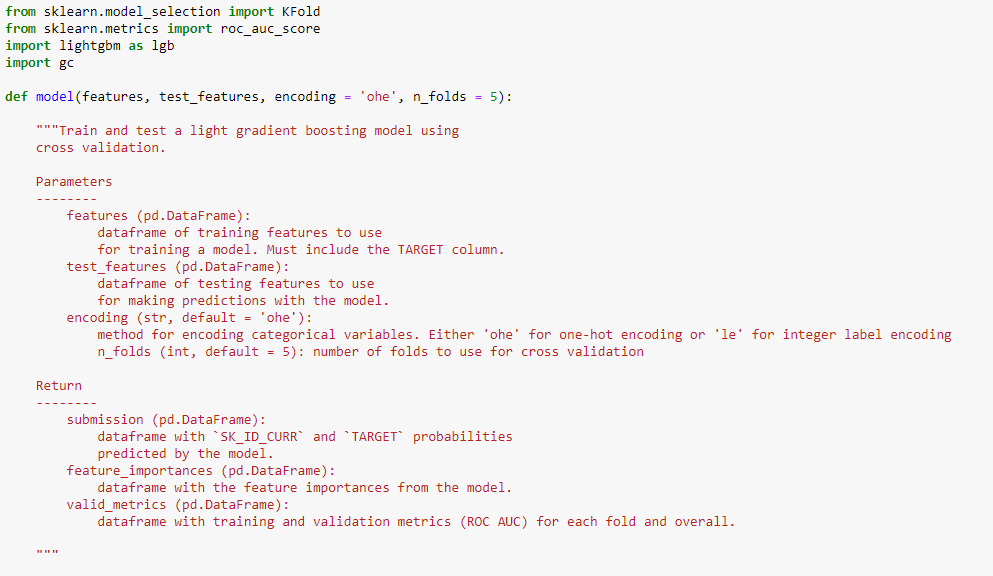 from sklearn.model_selection import KFold
from sklearn.metrics import roc_auc_score
import lightgbm as lgb
import gc

def model(features, test_features, encoding = 'ohe', n_folds = 5):

    """Train and test a light gradient boosting model using
    cross validation.

    Parameters
    --------
        features (pd.DataFrame):
            dataframe of training features to use
            for training a model. Must include the TARGET column.
        test_features (pd.DataFrame):
            dataframe of testing features to use
            for making predictions with the model.
        encoding (str, default = 'ohe'):
            method for encoding categorical variables. Either 'ohe' for one-hot encoding or 'le' for integer label encoding
            n_folds (int, default = 5): number of folds to use for cross validation

    Return
    --------
        submission (pd.DataFrame):
            dataframe with `SK_ID_CURR` and `TARGET` probabilities
            predicted by the model.
        feature_importances (pd.DataFrame):
            dataframe with the feature importances from the model.
        valid_metrics (pd.DataFrame):
            dataframe with training and validation metrics (ROC AUC) for each fold and overall.

    """